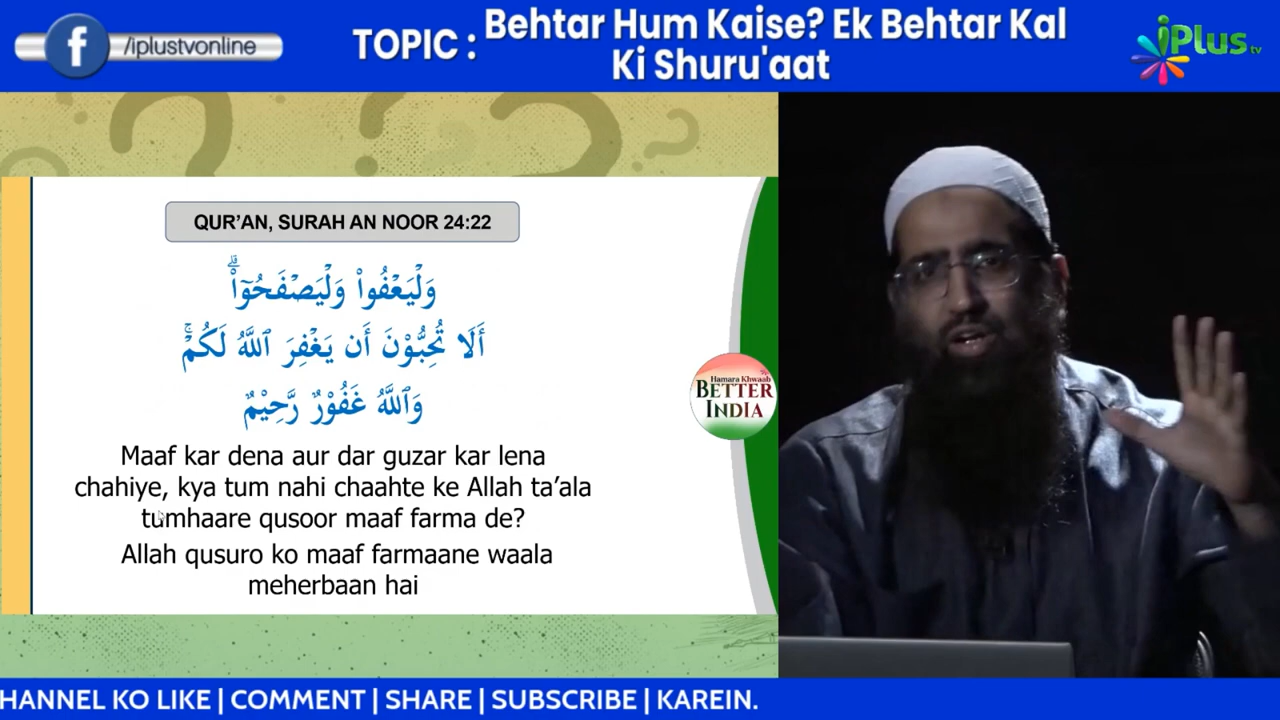 /iplustvonline
TOPIC : Behtar Hum Kaise? Ek Behtar Kal
Ki Shuru'aat
iPlus tv
QUR'AN, SURAH AN NOOR 24:22
وَلْيَعْفُوا۟ وَلْيَصْفَحُوٓا۟ۗ
أَلَا تُحِبُّوْنَ أَن يَغْفِرَ ٱللَّهُ لَكُمْۚ
وَٱللَّهُ غَفُوْرٌ رَّحِيْمٌ
Maaf kar dena aur dar guzar kar lena
chahiye, kya tum nahi chaahte ke Allah ta'ala
tumhaare qusoor maaf farma de?
Allah qusuro ko maaf farmaane waala
meherbaan hai
Hamara Khwaab
BETTER
INDIA
HANNEL KO LIKE | COMMENT | SHARE | SUBSCRIBE | KAREIN.